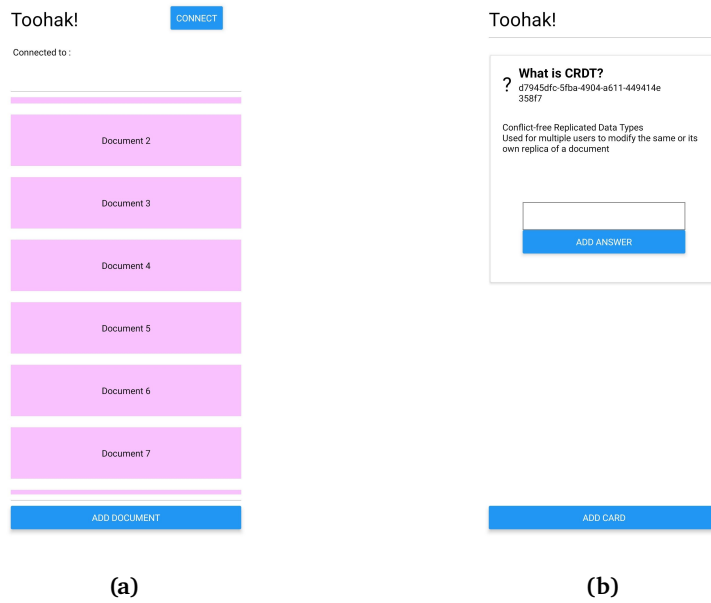 Toohak!
CONNECT
Connected to :
Document 2
Document 3
Document 4
Document 5
Document 6
Document 7
ADD DOCUMENT
(a)
Toohak!
?
What is CRDT?
d7945dfc-5fba-4904-a611-449414e
358f7
Conflict-free Replicated Data Types
Used for multiple users to modify the same or its
own replica of a document
ADD ANSWER
ADD CARD
(b)